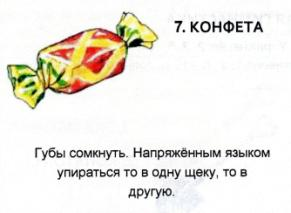 7. КОНФЕТА
Губы сомкнуть. Напряжённым языком
упираться то в одну щеку, то в
другую.